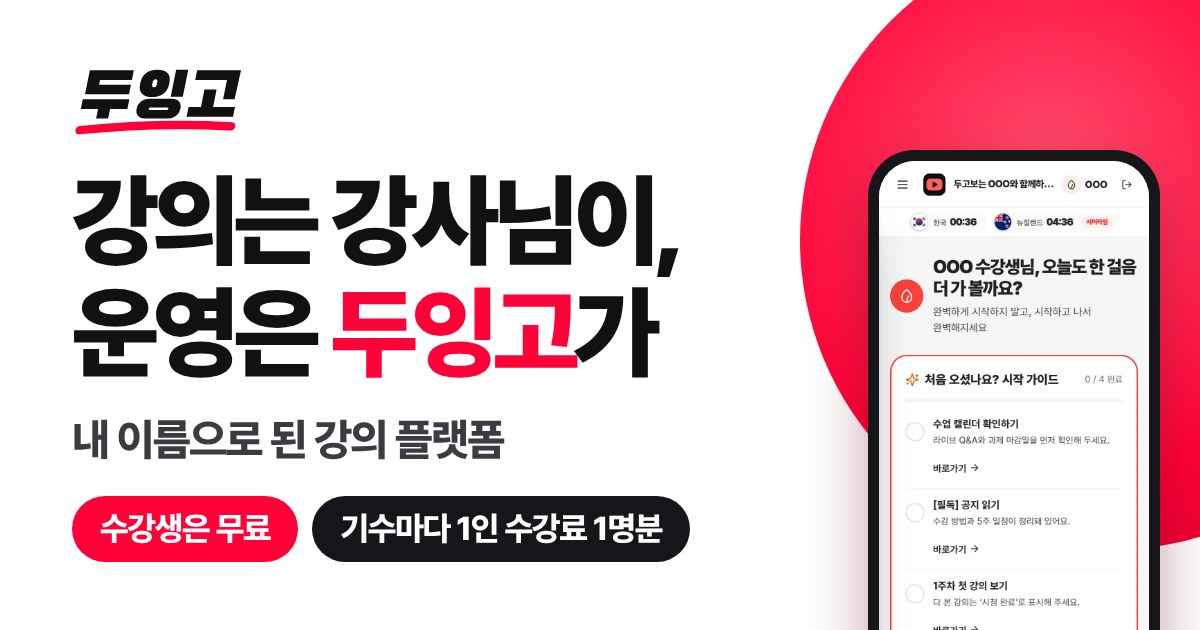 두잉고
강의는 강사님이,
운영은 두잉고가
내 이름으로 된 강의 플랫폼
수강생은 무료
기수마다 1인 수강료 1명분
두고보는 OOO와 함께하...
OOO
한국 00:36
뉴질랜드 04:36
서머타임
OOO 수강생님, 오늘도 한 걸음
더 가 볼까요?
완벽하게 시작하지 말고, 시작하고 나서
완벽해지세요
처음 오셨나요? 시작 가이드
0 / 4 완료
수업 캘린더 확인하기
라이브 Q&A와 과제 마감일을 먼저 확인해 두세요.
바로가기 →
[필독] 공지 읽기
수강 방법과 5주 일정이 정리돼 있어요.
바로가기 →
1주차 첫 강의 보기
다 본 강의는 '시청 완료'로 표시해 주세요.
바로가기 →